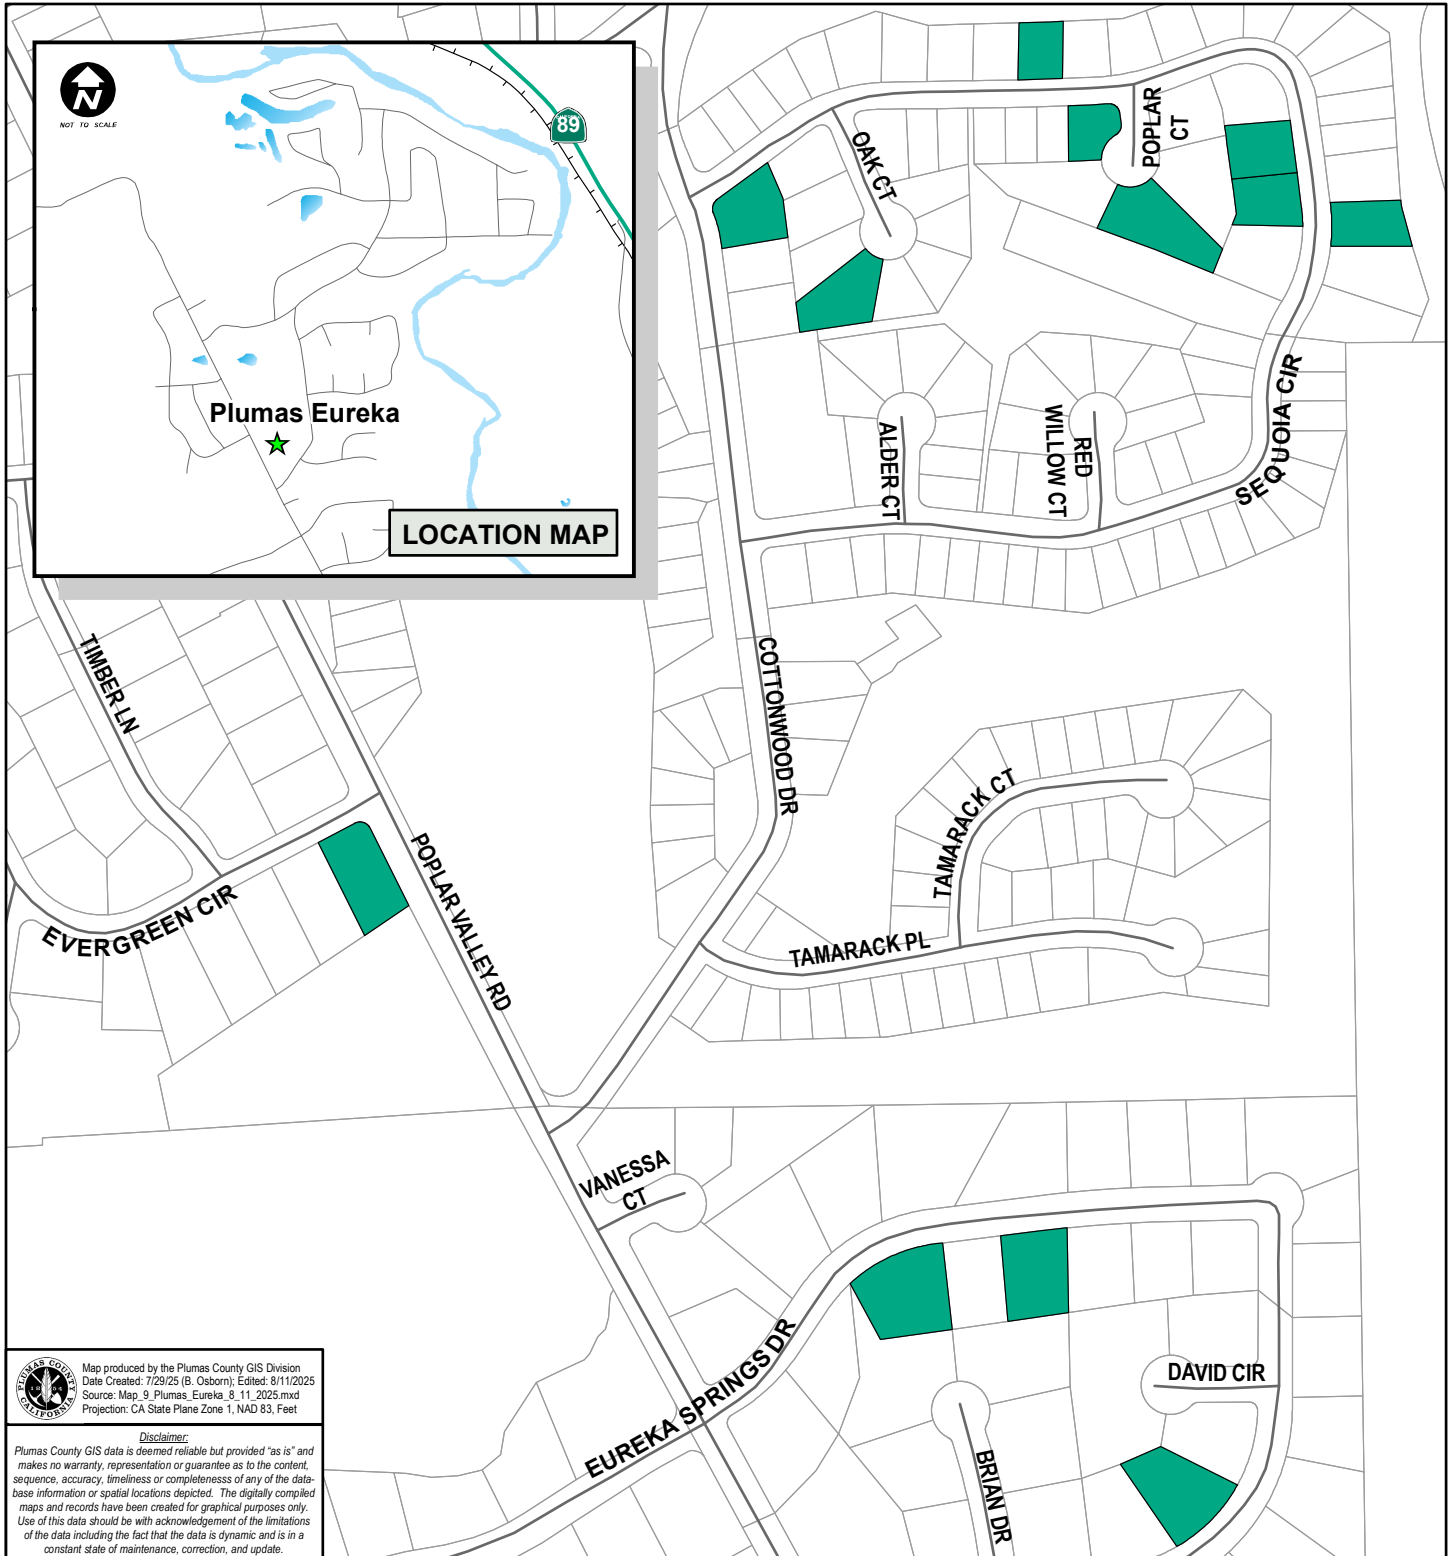 N
NOT TO SCALE
89
Plumas Eureka
LOCATION MAP
POPLAR
CT
OAK CT
SEQUOIA CIR
ALDER CT
RED
WILLOW CT
TIMBER LN
COTTONWOOD DR
TAMARACK CT
TAMARACK PL
EVERGREEN CIR
POPLAR VALLEY RD
VANESSA
CT
EUREKA SPRINGS DR
DAVID CIR
BRIAN DR
PLUMAS COUNTY
CALIFORNIA
Map produced by the Plumas County GIS Division
Date Created: 7/29/25 (B. Osborn); Edited: 8/11/2025
Source: Map_9_Plumas_Eureka_8_11_2025.mxd
Projection: CA State Plane Zone 1, NAD 83, Feet
Disclaimer:
Plumas County GIS data is deemed reliable but provided “as is” and
makes no warranty, representation or guarantee as to the content,
sequence, accuracy, timeliness or completenesss of any of the data-
base information or spatial locations depicted. The digitally compiled
maps and records have been created for graphical purposes only.
Use of this data should be with acknowledgement of the limitations
of the data including the fact that the data is dynamic and is in a
constant state of maintenance, correction, and update.